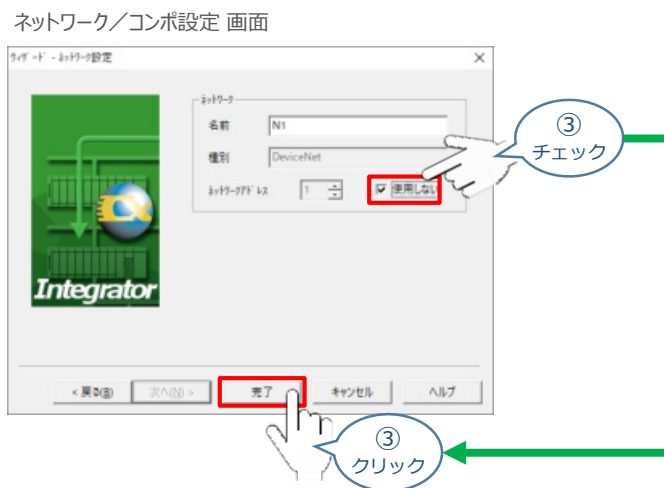 ネットワーク／コンポ設定 画面
ｳｨｻﾞｰﾄﾞ - ﾈｯﾄﾜｰｸ設定
ﾈｯﾄﾜｰｸ
名前 N1
種別 DeviceNet
ﾈｯﾄﾜｰｸｱﾄﾞﾚｽ 1 使用しない
③
チェック
Integrator
< 戻る(B) 次へ(N) > 完了 キャンセル ヘルプ
③
クリック